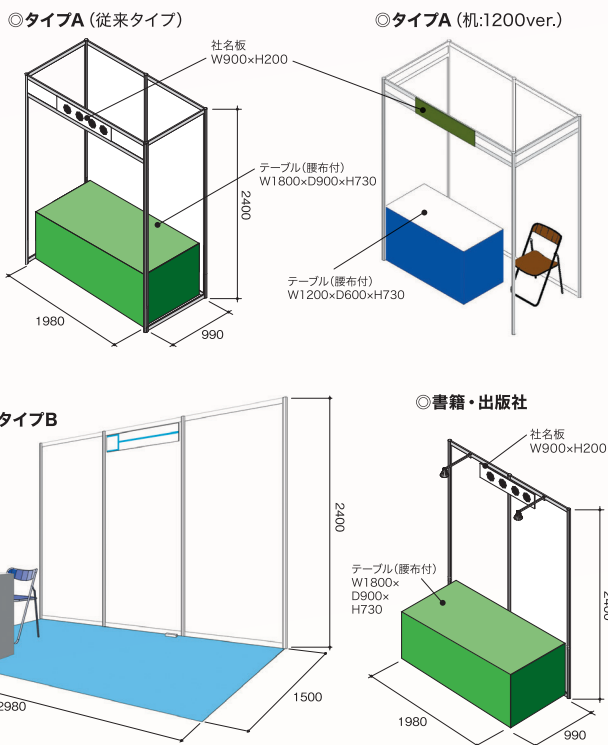 ◎タイプA（従来タイプ）
◎タイプA（机:1200ver.）
社名板
W900×H200
テーブル（腰布付）
W1800×D900×H730
2400
テーブル（腰布付）
W1200×D600×H730
1980
990
タイプB
◎書籍・出版社
社名板
W900×H200
2400
テーブル（腰布付）
W1800×
D900×
H730
2400
2980
1500
1980
990